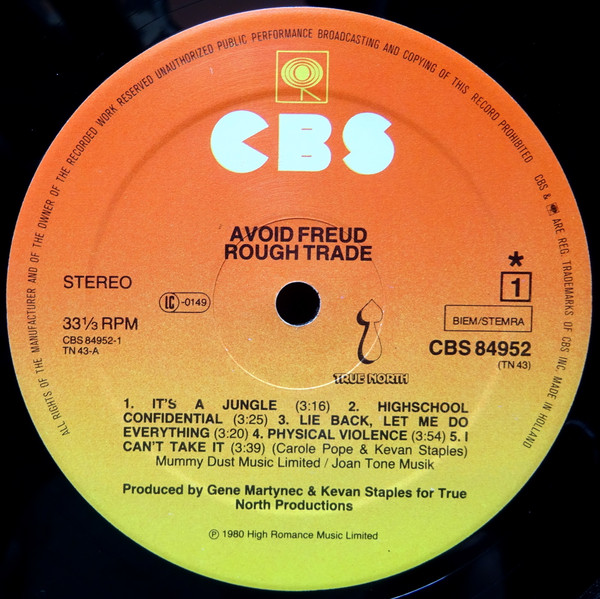 ALL RIGHTS OF THE MANUFACTURER AND OF THE OWNER OF THE RECORDED WORK RESERVED UNAUTHORIZED PUBLIC PERFORMANCE BROADCASTING AND COPYING OF THIS RECORD PROHIBITED CBS & ARE REG. TRADEMARKS OF CBS INC. MADE IN HOLLAND
CBS
AVOID FREUD
ROUGH TRADE
STEREO
LC-0149
*
1
33⅓ RPM
BIEM/STEMRA
CBS 84952-1
TN 43-A
CBS 84952
(TN 43)
TRUE NORTH
1. IT'S A JUNGLE (3:16) 2. HIGHSCHOOL
CONFIDENTIAL (3:25) 3. LIE BACK, LET ME DO
EVERYTHING (3:20) 4. PHYSICAL VIOLENCE (3:54) 5. I
CAN'T TAKE IT (3:39) (Carole Pope & Kevan Staples)
Mummy Dust Music Limited / Joan Tone Musik
Produced by Gene Martynec & Kevan Staples for True
North Productions
℗ 1980 High Romance Music Limited